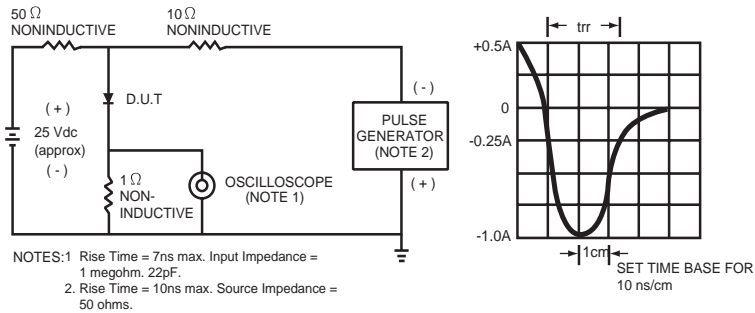 50 Ω
NONINDUCTIVE
10 Ω
NONINDUCTIVE
( + )
25 Vdc
(approx)
( - )
D.U.T
1 Ω
NON-
INDUCTIVE
OSCILLOSCOPE
(NOTE 1)
( - )
PULSE
GENERATOR
(NOTE 2)
( + )
NOTES:1 Rise Time = 7ns max. Input Impedance =
1 megohm. 22pF.
2. Rise Time = 10ns max. Source Impedance =
50 ohms.
trr
+0.5A
0
-0.25A
-1.0A
1cm
SET TIME BASE FOR
10 ns/cm